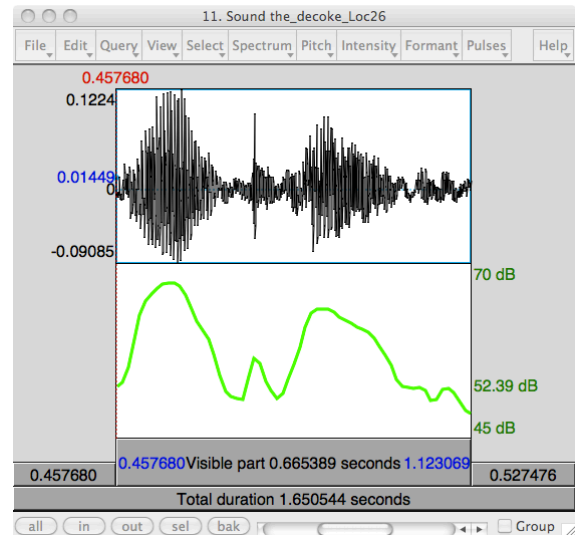 11. Sound the_decoke_Loc26
File Edit Query View Select Spectrum Pitch Intensity Formant Pulses Help
0.457680
0.1224
0.01449
0
-0.09085
70 dB
52.39 dB
45 dB
0.457680 Visible part 0.665389 seconds 1.123069
0.457680 0.527476
Total duration 1.650544 seconds
all in out sel bak Group